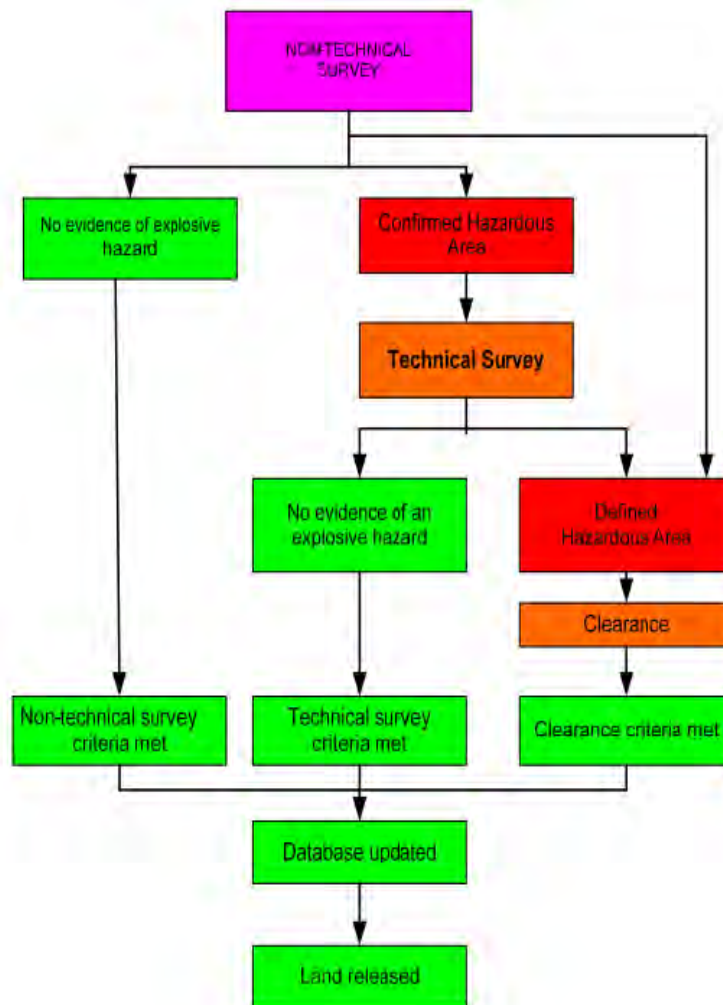 NON-TECHNICAL
SURVEY
No evidence of explosive
hazard
Confirmed Hazardous
Area
Technical Survey
No evidence of an
explosive hazard
Defined
Hazardous Area
Clearance
Non-technical survey
criteria met
Technical survey
criteria met
Clearance criteria met
Database updated
Land released